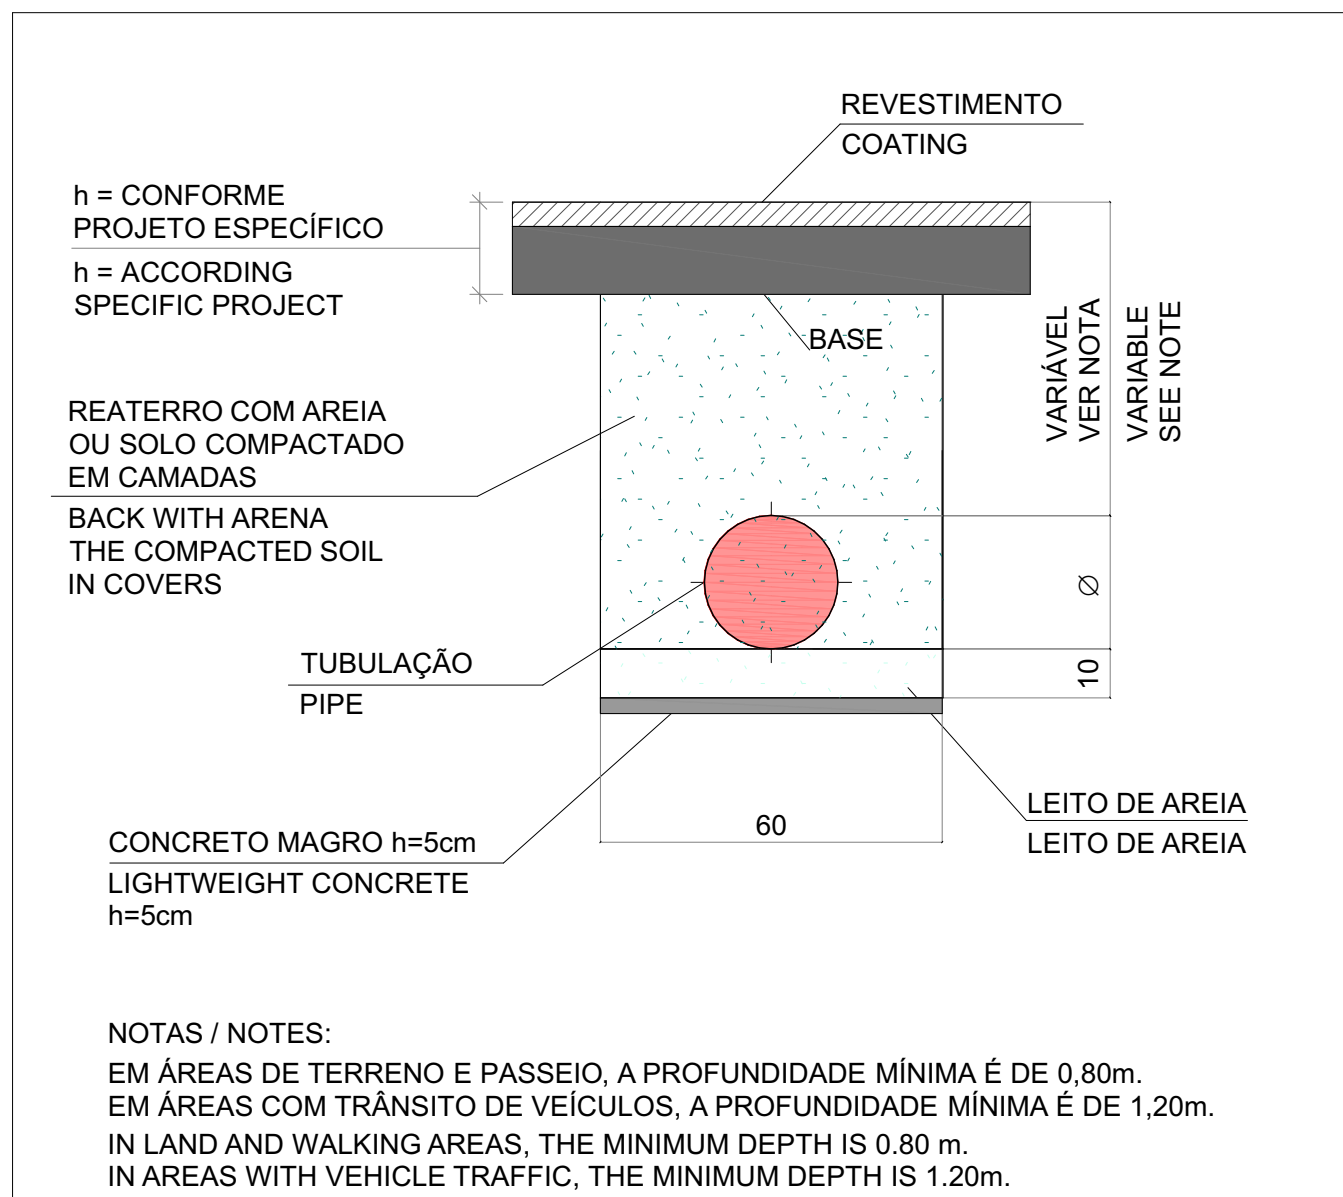 REVESTIMENTO
COATING
h = CONFORME
PROJETO ESPECÍFICO
h = ACCORDING
SPECIFIC PROJECT
BASE
VARIÁVEL
VER NOTA
VARIABLE
SEE NOTE
REATERRO COM AREIA
OU SOLO COMPACTADO
EM CAMADAS
BACK WITH ARENA
THE COMPACTED SOIL
IN COVERS
∅
TUBULAÇÃO
PIPE
10
LEITO DE AREIA
LEITO DE AREIA
60
CONCRETO MAGRO h=5cm
LIGHTWEIGHT CONCRETE
h=5cm
NOTAS / NOTES:
EM ÁREAS DE TERRENO E PASSEIO, A PROFUNDIDADE MÍNIMA É DE 0,80m.
EM ÁREAS COM TRÂNSITO DE VEÍCULOS, A PROFUNDIDADE MÍNIMA É DE 1,20m.
IN LAND AND WALKING AREAS, THE MINIMUM DEPTH IS 0.80 m.
IN AREAS WITH VEHICLE TRAFFIC, THE MINIMUM DEPTH IS 1.20m.